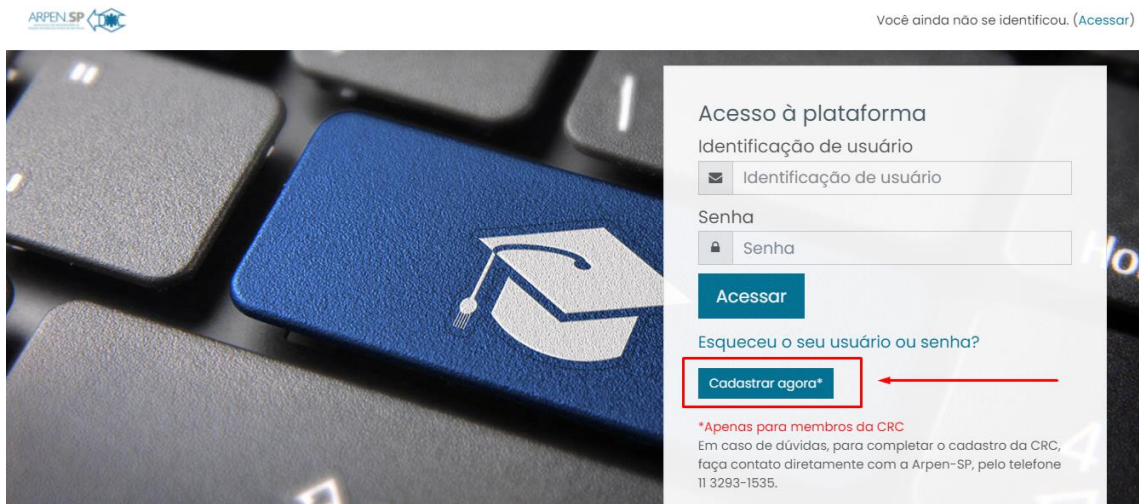 ARPEN.SP
Você ainda não se identificou. (Acessar)
Acesso à plataforma
Identificação de usuário
Identificação de usuário
Senha
Senha
Acessar
Esqueceu o seu usuário ou senha?
Cadastrar agora*
*Apenas para membros da CRC
Em caso de dúvidas, para completar o cadastro da CRC,
faça contato diretamente com a Arpen-SP, pelo telefone
11 3293-1535.